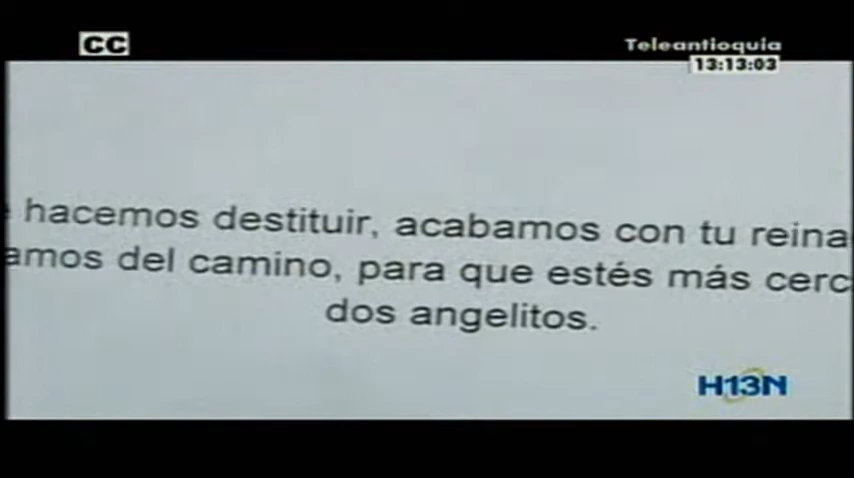 CC
Teleantioquia
13:13:03
hacemos destituir, acabamos con tu reina
amos del camino, para que estés más cerc
dos angelitos.
H13N